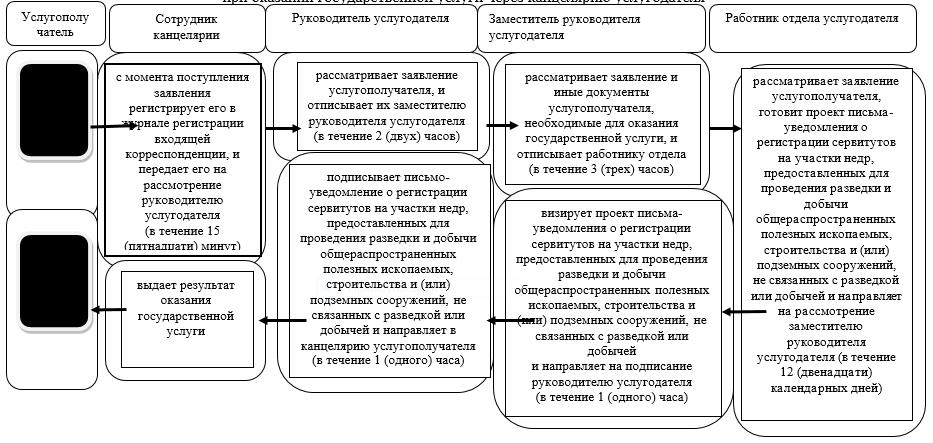 при оказании государственной услуги через канцелярию услугодателя
Услугополу
чатель
Сотрудник
канцелярии
Руководитель услугодателя
Заместитель руководителя
услугодателя
Работник отдела услугодателя
с момента поступления
заявления
регистрирует его в
журнале регистрации
входящей
корреспонденции, и
передает его на
рассмотрение
руководителю
услугодателя
(в течение 15
(пятнадцати) минут)
рассматривает заявление
услугополучателя, и
отписывает их заместителю
руководителя услугодателя
(в течение 2 (двух) часов)
рассматривает заявление и
иные документы
услугополучателя,
необходимые для оказания
государственной услуги, и
отписывает работнику отдела
(в течение 3 (трех) часов)
рассматривает заявление
услугополучателя,
готовит проект письма-
уведомления о
регистрации сервитутов
на участки недр,
предоставленных для
проведения разведки и
добычи
общераспространенных
полезных ископаемых,
строительства и (или)
подземных сооружений,
не связанных с разведкой
или добычей и направляет
на рассмотрение
заместителю
руководителя
услугодателя (в течение
12 (двенадцати)
календарных дней)
визирует проект письма-
уведомления о регистрации
сервитутов на участки недр,
предоставленных для проведения
разведки и добычи
общераспространенных полезных
ископаемых, строительства и
(или) подземных сооружений, не
связанных с разведкой или
добычей
и направляет на подписание
руководителю услугодателя
(в течение 1 (одного) часа)
подписывает письмо-
уведомление о регистрации
сервитутов на участки недр,
предоставленных для
проведения разведки и добычи
общераспространенных
полезных ископаемых,
строительства и (или)
подземных сооружений, не
связанных с разведкой или
добычей и направляет в
канцелярию услугополучателя
(в течение 1 (одного) часа)
выдает результат
оказания
государственной
услуги